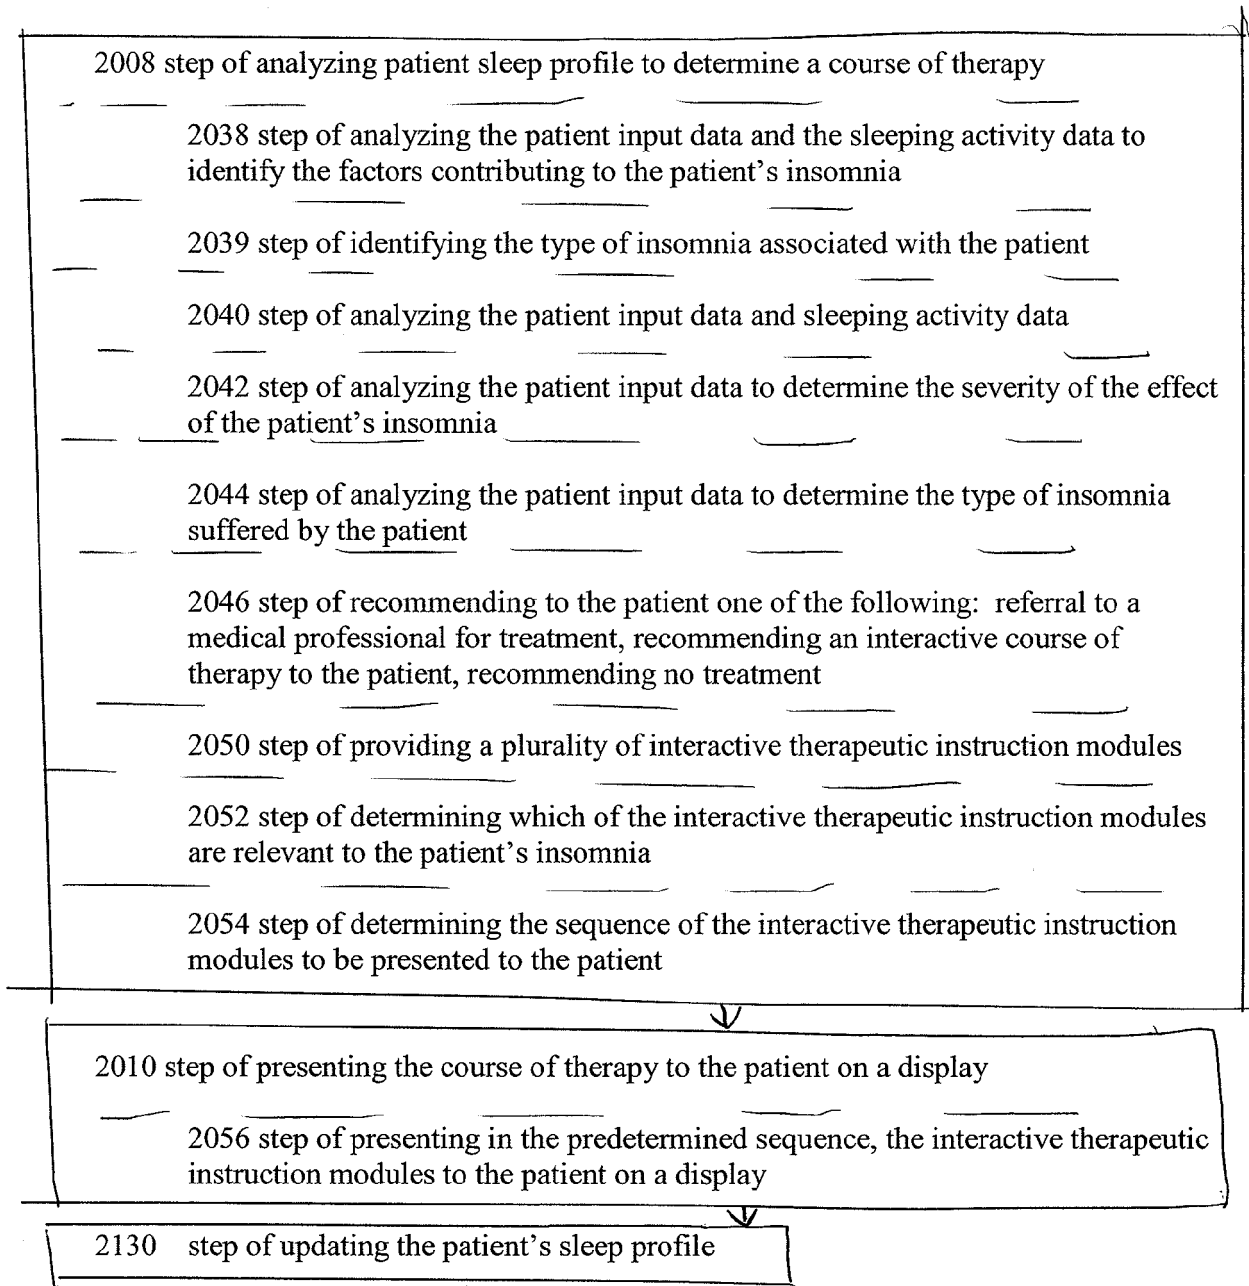 2008 step of analyzing patient sleep profile to determine a course of therapy
2038 step of analyzing the patient input data and the sleeping activity data to
identify the factors contributing to the patient's insomnia
2039 step of identifying the type of insomnia associated with the patient
2040 step of analyzing the patient input data and sleeping activity data
2042 step of analyzing the patient input data to determine the severity of the effect
of the patient's insomnia
2044 step of analyzing the patient input data to determine the type of insomnia
suffered by the patient
2046 step of recommending to the patient one of the following:  referral to a
medical professional for treatment, recommending an interactive course of
therapy to the patient, recommending no treatment
2050 step of providing a plurality of interactive therapeutic instruction modules
2052 step of determining which of the interactive therapeutic instruction modules
are relevant to the patient's insomnia
2054 step of determining the sequence of the interactive therapeutic instruction
modules to be presented to the patient
2010 step of presenting the course of therapy to the patient on a display
2056 step of presenting in the predetermined sequence, the interactive therapeutic
instruction modules to the patient on a display
2130 step of updating the patient's sleep profile